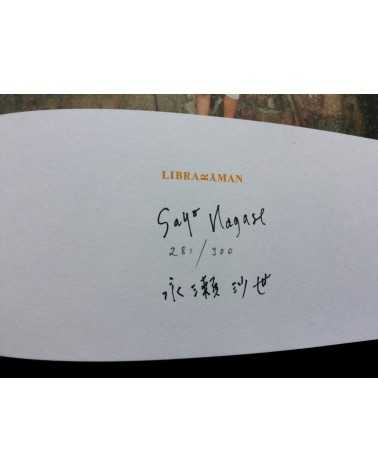 LIBRARYMAN
Sayo Nagase
281/300
永瀬沙世